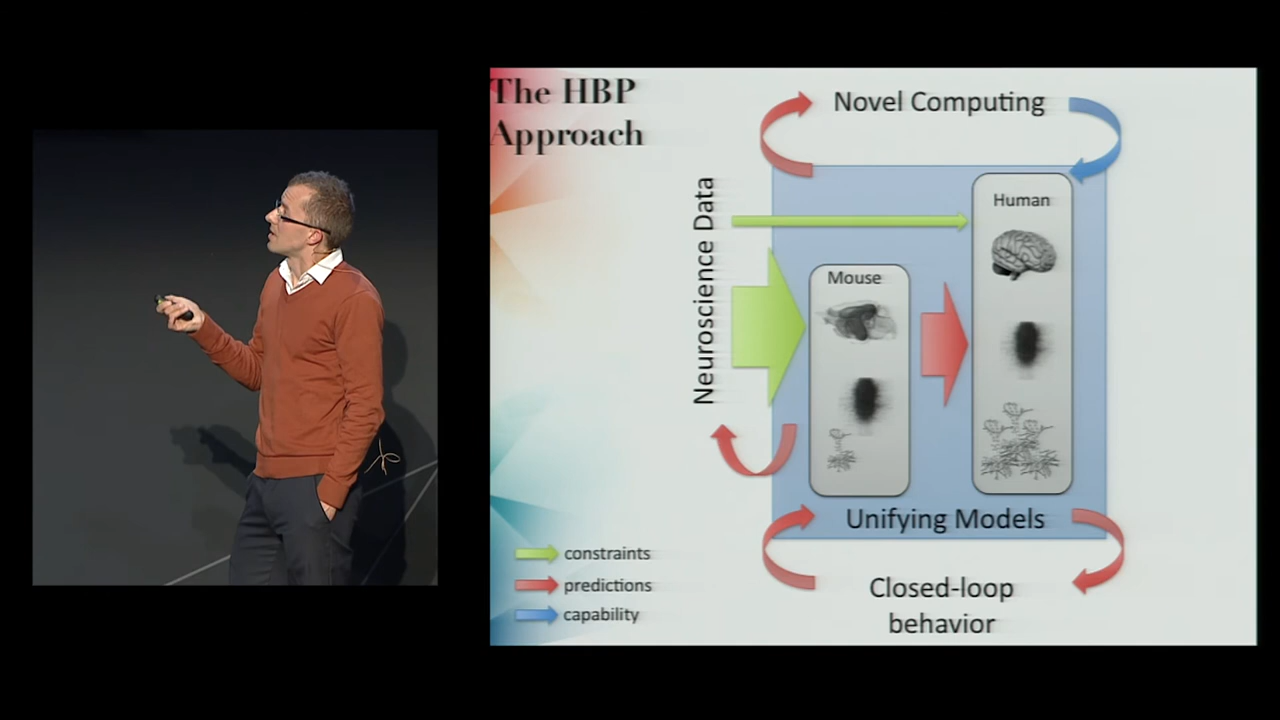 The HBP
Approach
Novel Computing
Neuroscience Data
Human
Mouse
Unifying Models
Closed-loop
behavior
constraints
predictions
capability